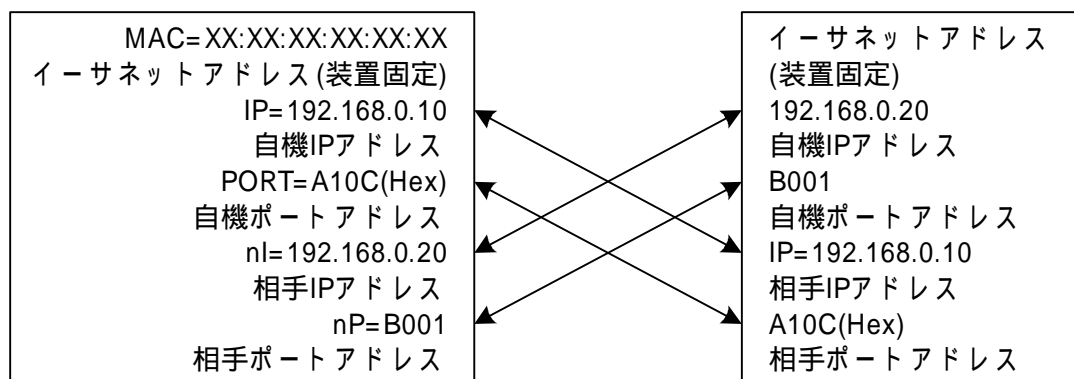 MAC=XX:XX:XX:XX:XX:XX
イーサネットアドレス(装置固定)
IP=192.168.0.10
自機IPアドレス
PORT=A10C(Hex)
自機ポートアドレス
nI=192.168.0.20
相手IPアドレス
nP=B001
相手ポートアドレス
イーサネットアドレス
(装置固定)
192.168.0.20
自機IPアドレス
B001
自機ポートアドレス
IP=192.168.0.10
相手IPアドレス
A10C(Hex)
相手ポートアドレス